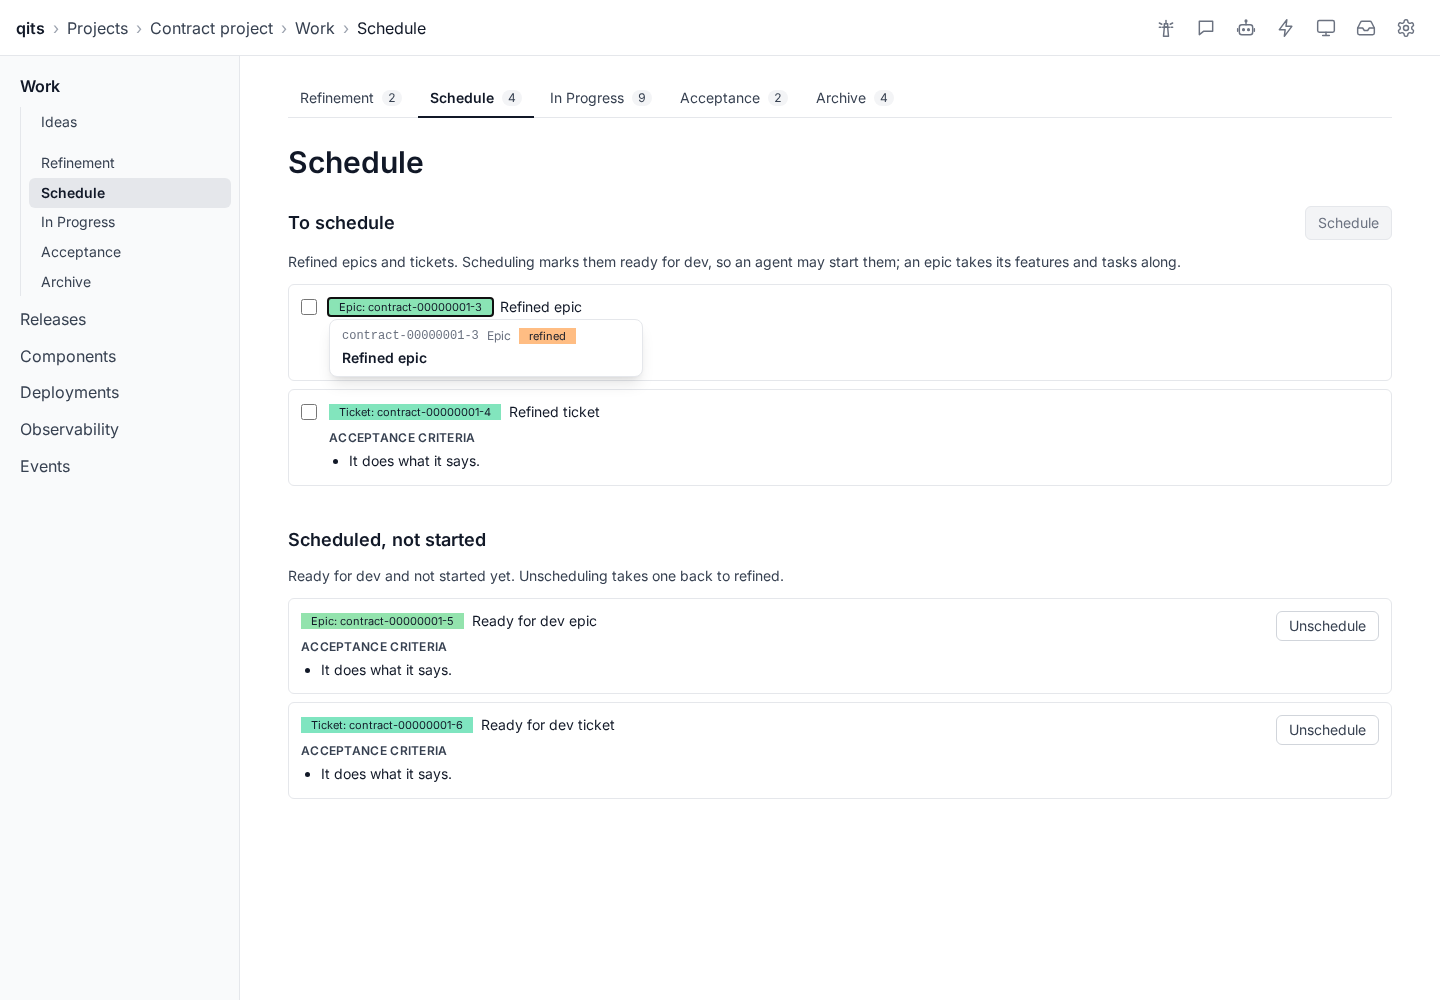 qits › Projects › Contract project › Work › Schedule
Work
Ideas
Refinement
Schedule
In Progress
Acceptance
Archive
Releases
Components
Deployments
Observability
Events
Refinement 2 Schedule 4 In Progress 9 Acceptance 2 Archive 4
Schedule
To schedule
Schedule
Refined epics and tickets. Scheduling marks them ready for dev, so an agent may start them; an epic takes its features and tasks along.
Epic: contract-00000001-3 Refined epic
contract-00000001-3 Epic refined
Refined epic
Ticket: contract-00000001-4 Refined ticket
ACCEPTANCE CRITERIA
• It does what it says.
Scheduled, not started
Ready for dev and not started yet. Unscheduling takes one back to refined.
Epic: contract-00000001-5 Ready for dev epic
Unschedule
ACCEPTANCE CRITERIA
• It does what it says.
Ticket: contract-00000001-6 Ready for dev ticket
Unschedule
ACCEPTANCE CRITERIA
• It does what it says.